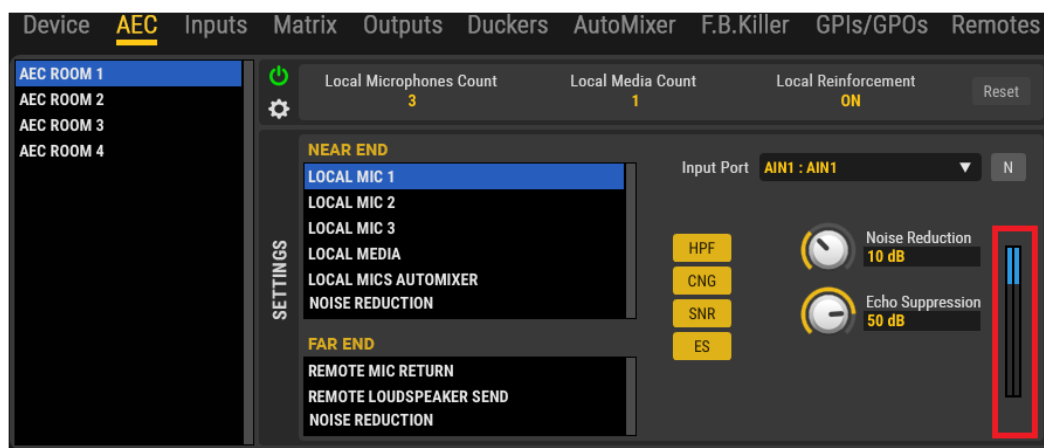 Device AEC Inputs Matrix Outputs Duckers AutoMixer F.B.Killer GPIs/GPOs Remotes
AEC ROOM 1
AEC ROOM 2
AEC ROOM 3
AEC ROOM 4
Local Microphones Count
3
Local Media Count
1
Local Reinforcement
ON
Reset
SETTINGS
NEAR END
LOCAL MIC 1
LOCAL MIC 2
LOCAL MIC 3
LOCAL MEDIA
LOCAL MICS AUTOMIXER
NOISE REDUCTION
FAR END
REMOTE MIC RETURN
REMOTE LOUDSPEAKER SEND
NOISE REDUCTION
Input Port AIN1 : AIN1 N
HPF
CNG
SNR
ES
Noise Reduction
10 dB
Echo Suppression
50 dB